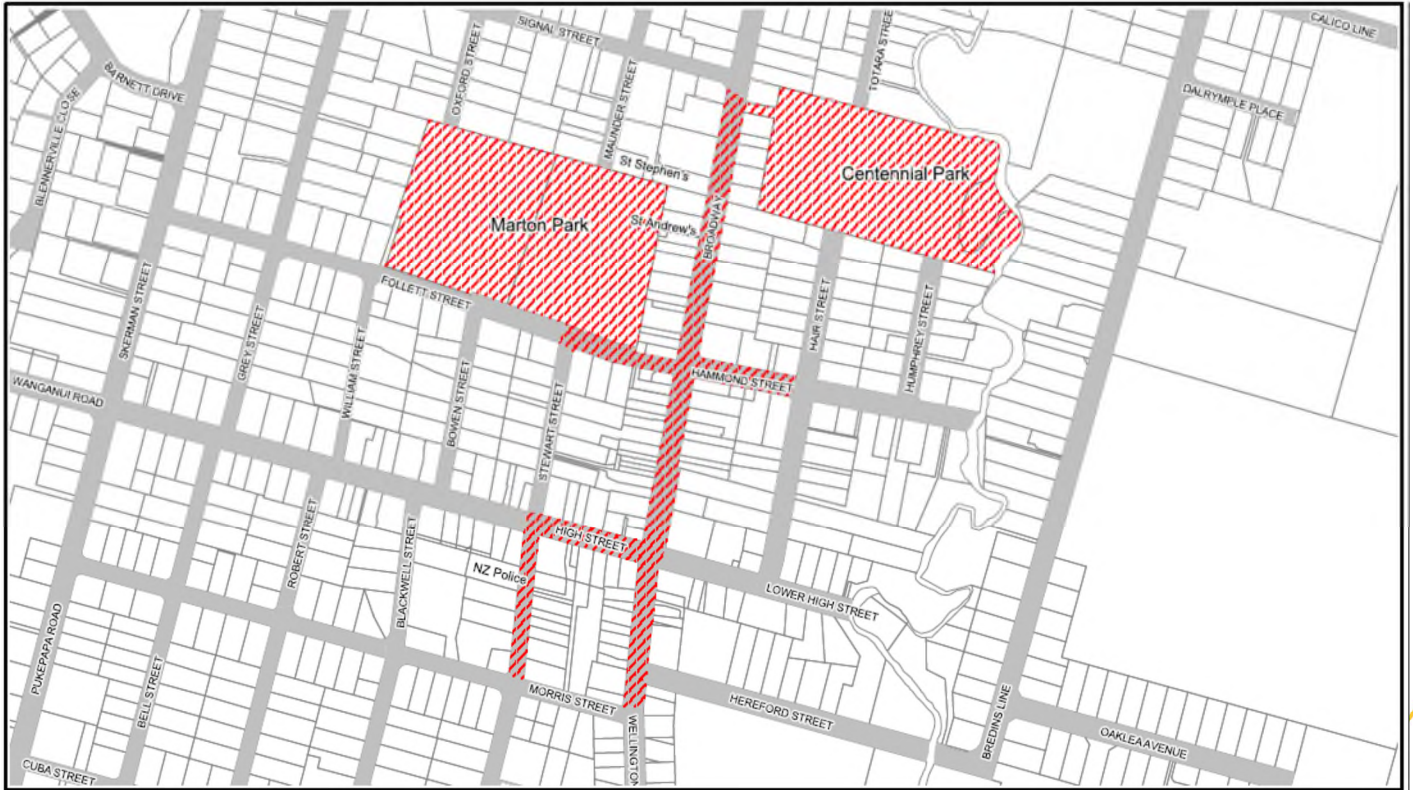 SIGNAL STREET
CALICO LINE
BARNETT DRIVE
OXFORD STREET
MAUNDER STREET
TOTARA STREE
DALRYMPLE PLACE
BLENNERVILLE CLOSE
St Stephen's
Centennial Park
Marton Park
St Andrew's
BROADWAY
FOLLETT STREET
SKERMAN STREET
GREY STREET
WILLIAM STREET
BOWEN STREET
STEWART STREET
HAIR STREET
HUMPHREY STREET
HAMMOND STREET
WANGANUI ROAD
ROBERT STREET
BLACKWELL STREET
HIGH STREET
NZ Police
LOWER HIGH STREET
PUKEPAPA ROAD
BELL STREET
MORRIS STREET
WELLINGTON
HEREFORD STREET
BREDINS LINE
OAKLEA AVENUE
CUBA STREET